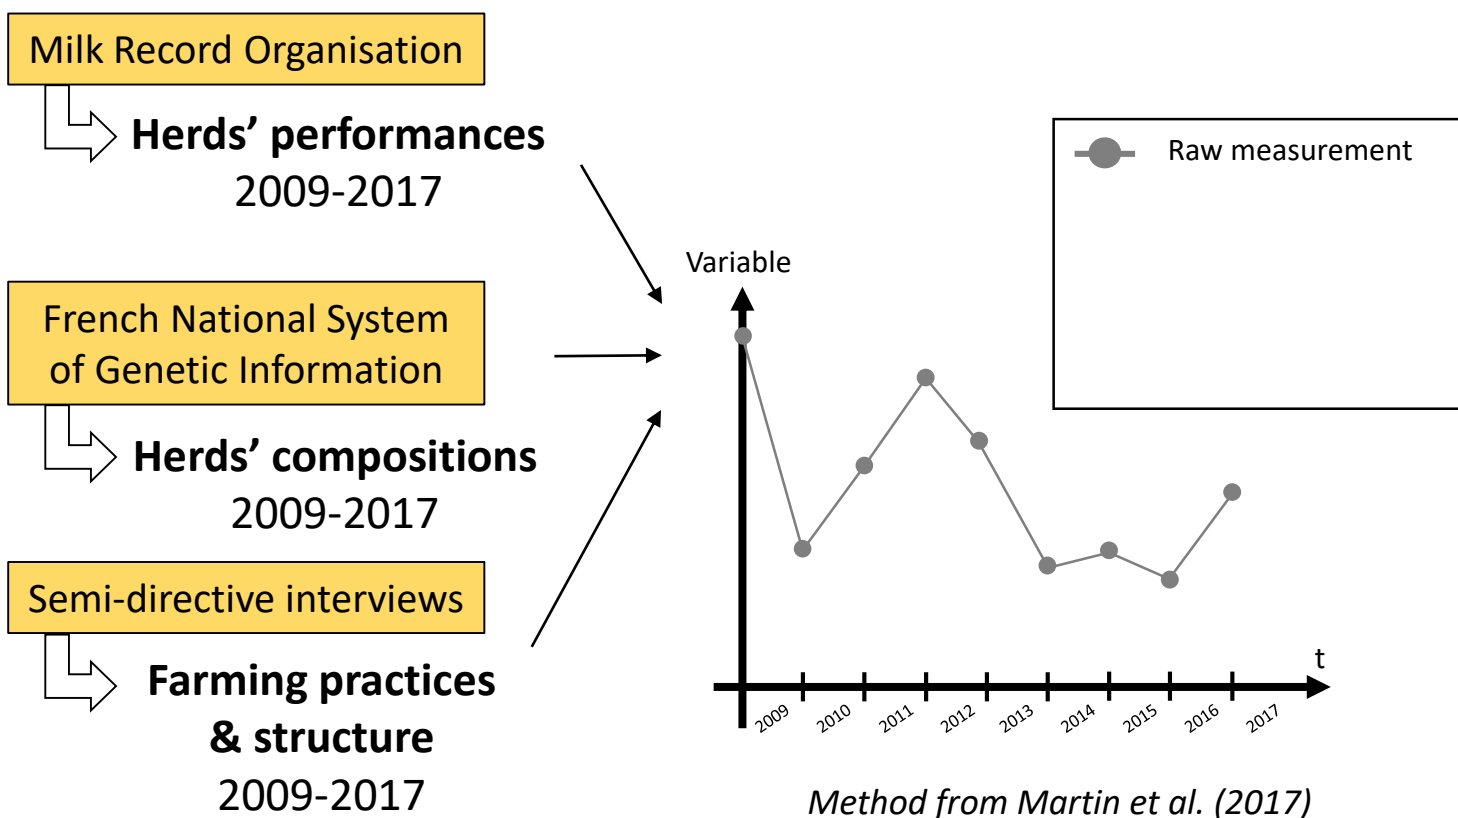 Milk Record Organisation
Herds’ performances
2009-2017
French National System
of Genetic Information
Herds’ compositions
2009-2017
Semi-directive interviews
Farming practices
& structure
2009-2017
Raw measurement
Variable
t
2009
2010
2011
2012
2013
2014
2015
2016
2017
Method from Martin et al. (2017)